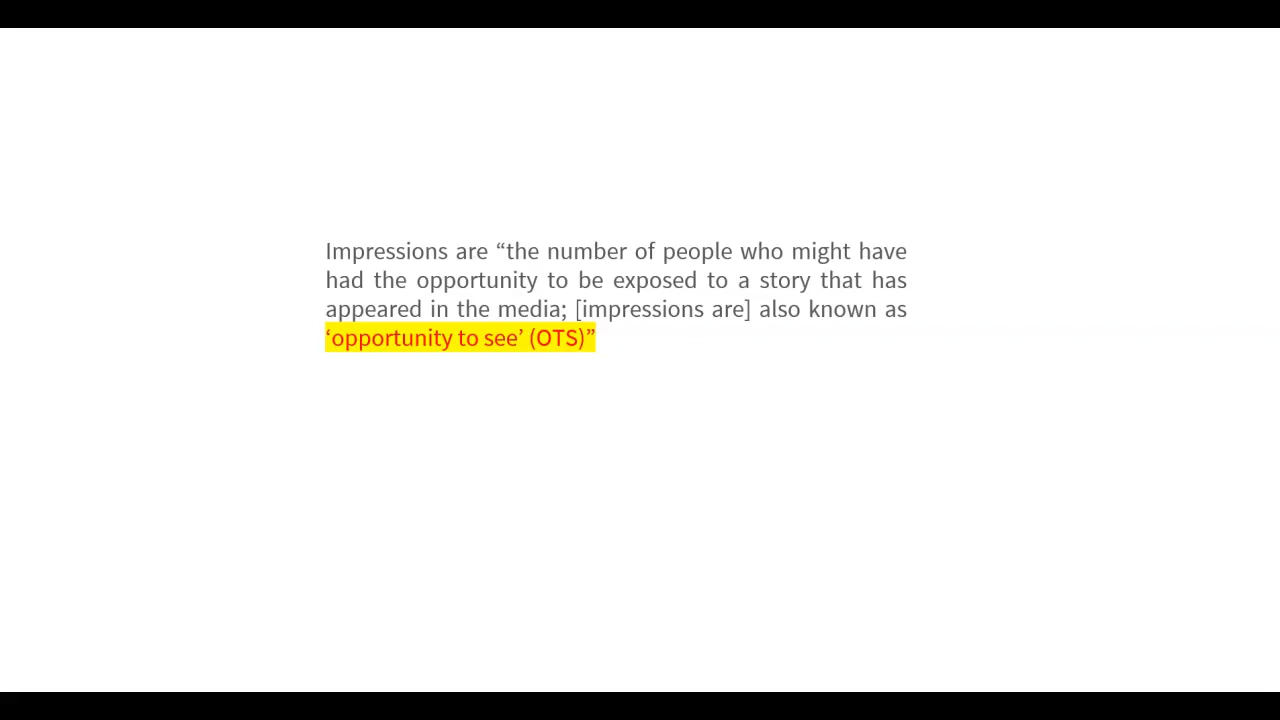 Impressions are “the number of people who might have
had the opportunity to be exposed to a story that has
appeared in the media; [impressions are] also known as
‘opportunity to see’ (OTS)”